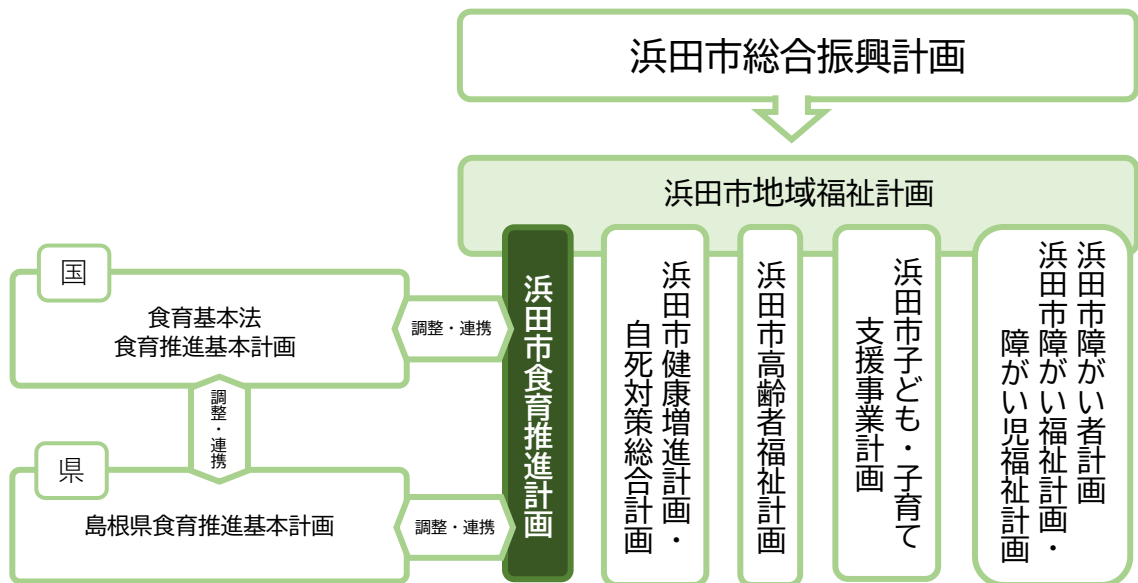 浜田市総合振興計画
浜田市地域福祉計画
国
食育基本法
食育推進基本計画
調整・連携
調整・連携
県
島根県食育推進基本計画
調整・連携
浜田市食育推進計画
浜田市健康増進計画・
自死対策総合計画
浜田市高齢者福祉計画
浜田市子ども・子育て
支援事業計画
浜田市障がい者計画
浜田市障がい福祉計画・
障がい児福祉計画